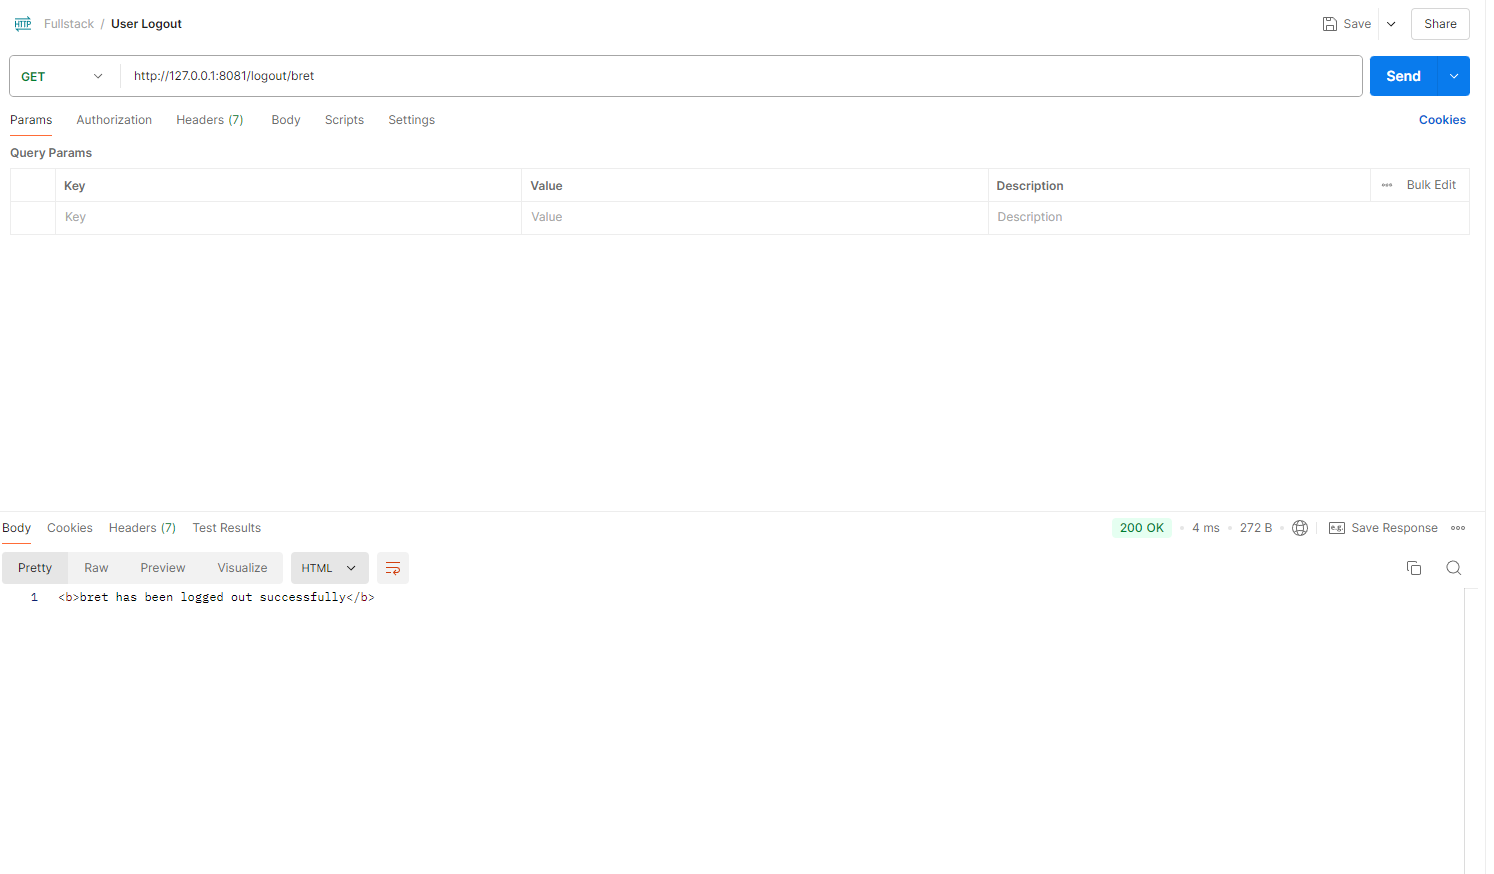 HTTP Fullstack / User Logout Save Share
GET http://127.0.0.1:8081/logout/bret Send
Params Authorization Headers (7) Body Scripts Settings Cookies
Query Params
Key Value Description Bulk Edit
Key Value Description
Body Cookies Headers (7) Test Results 200 OK 4 ms 272 B e.g. Save Response
Pretty Raw Preview Visualize HTML
1 <b>bret has been logged out successfully</b>